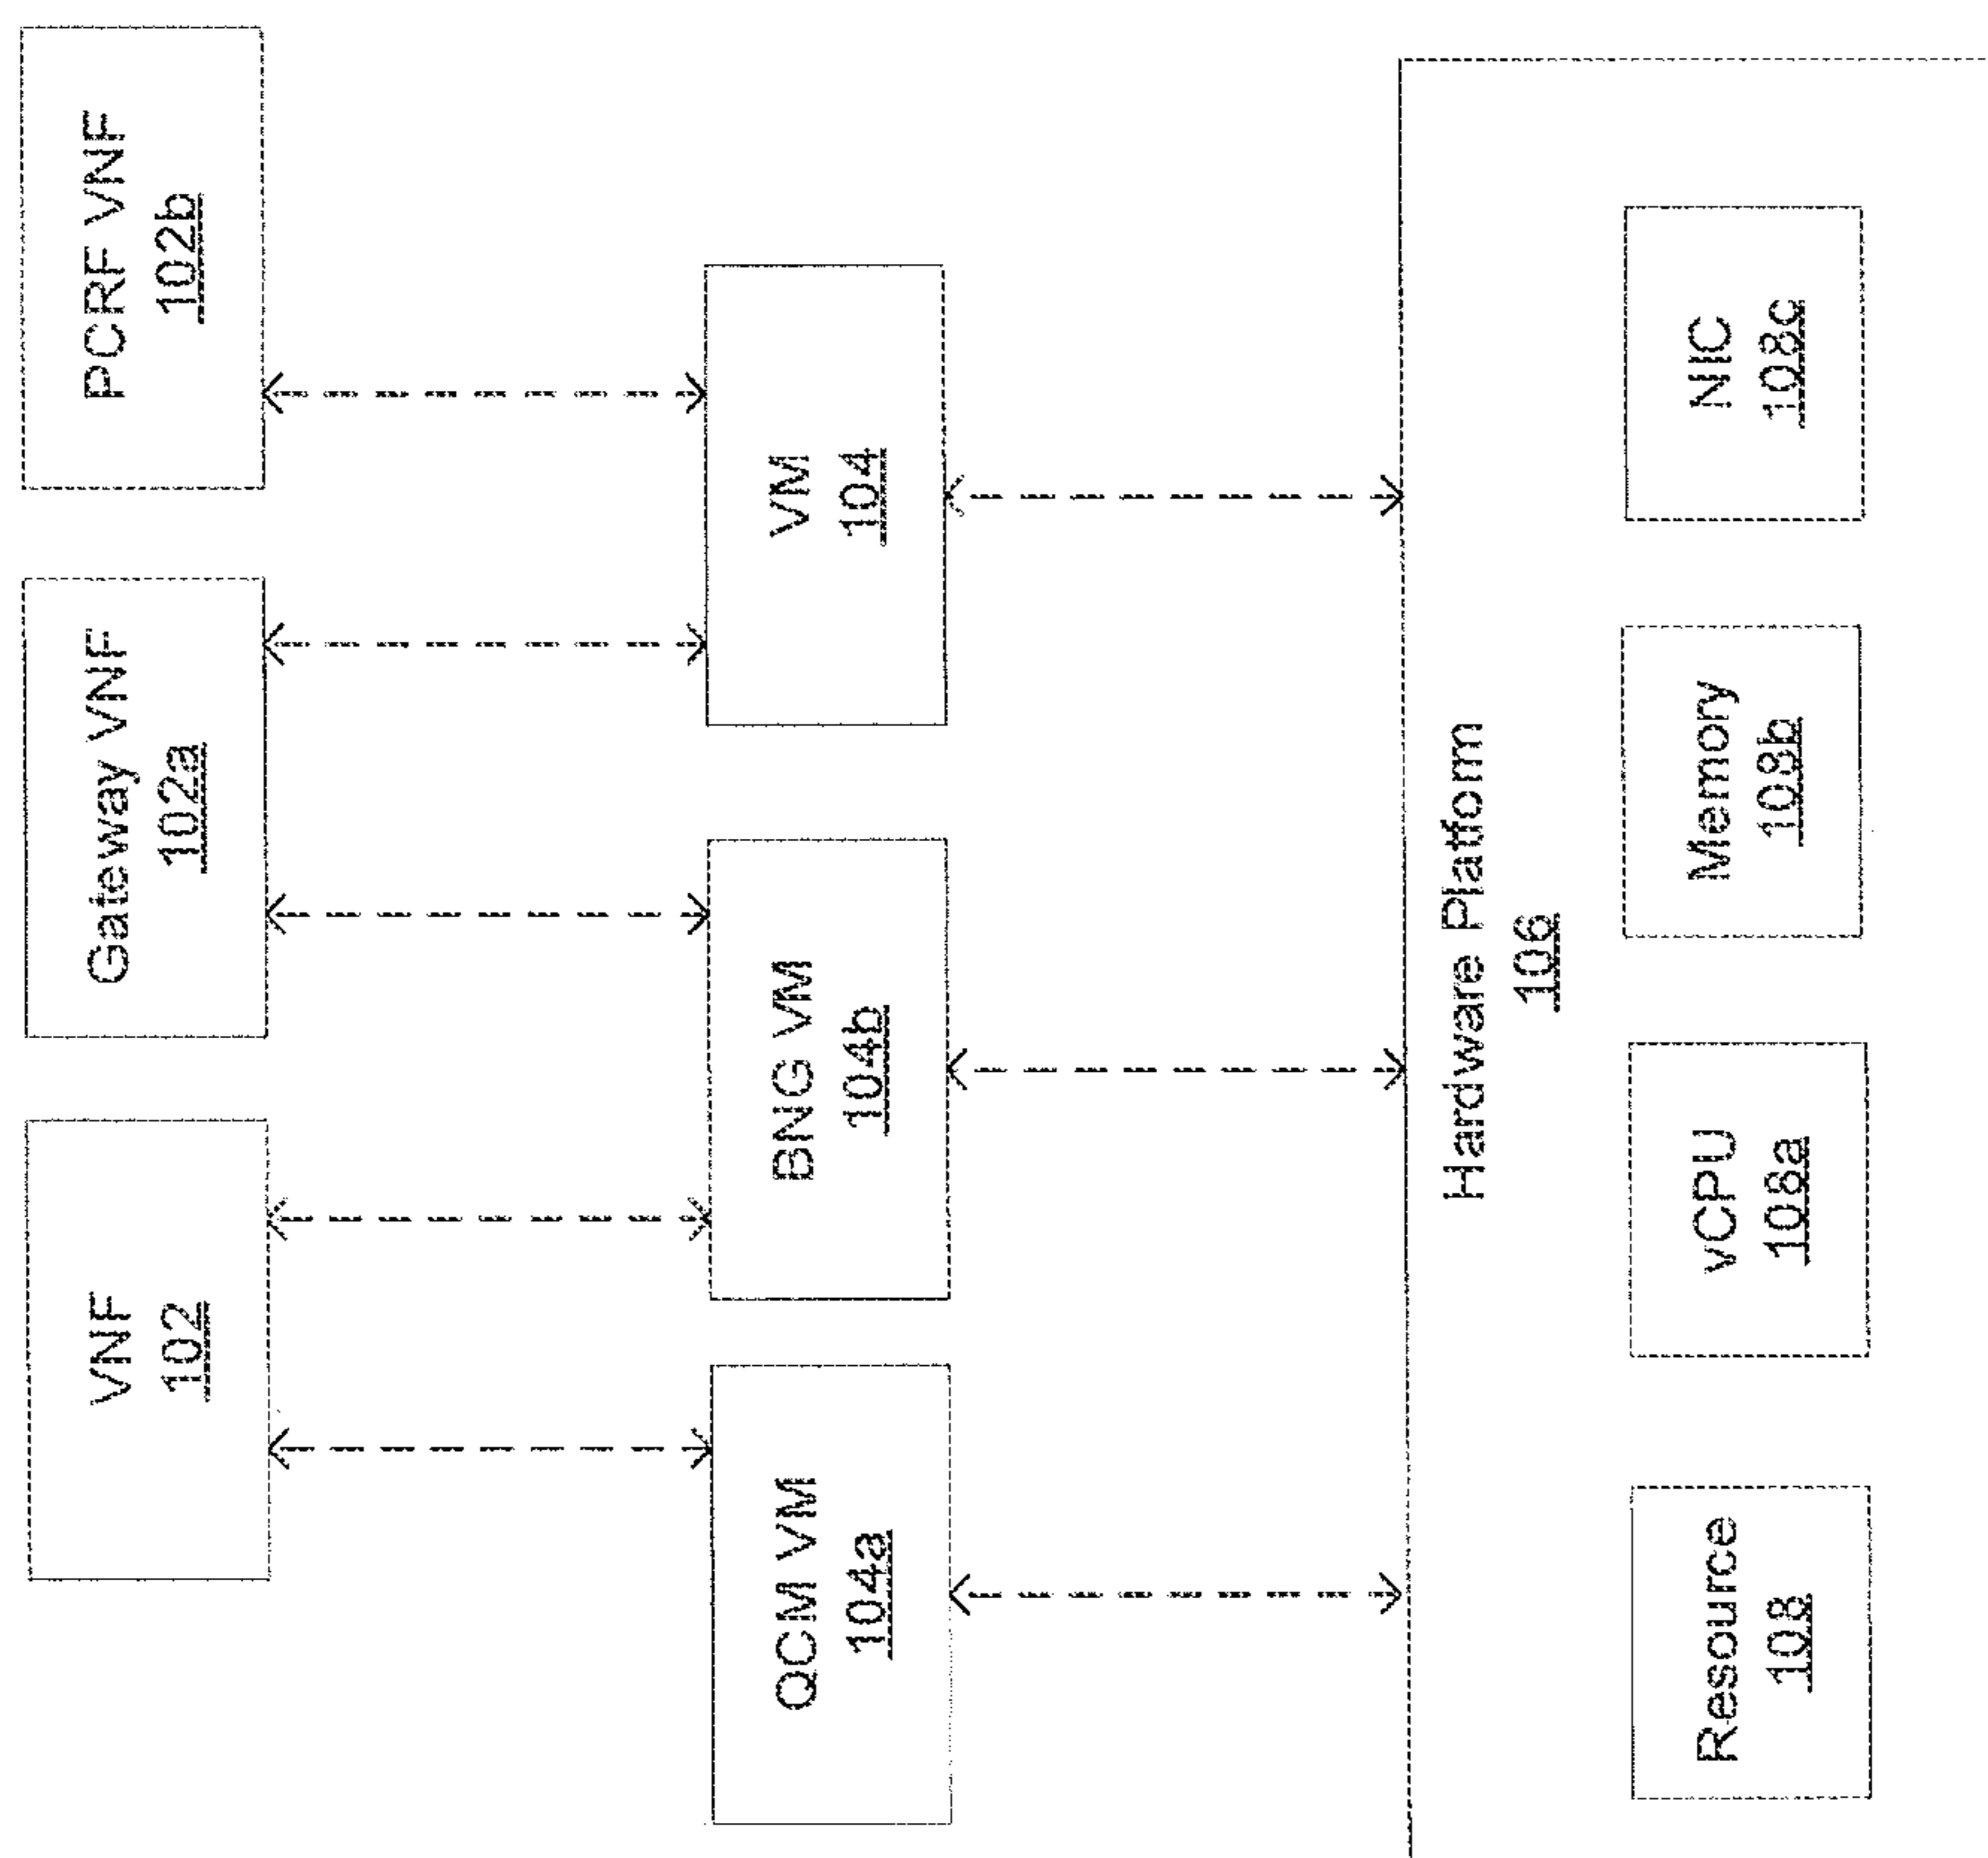 VNF
102
Gateway VNF
102a
PCRF VNF
102b
QCM VM
104a
BNG VM
104b
VM
104
Hardware Platform
106
Resource
108
vCPU
108a
Memory
108b
NIC
108c